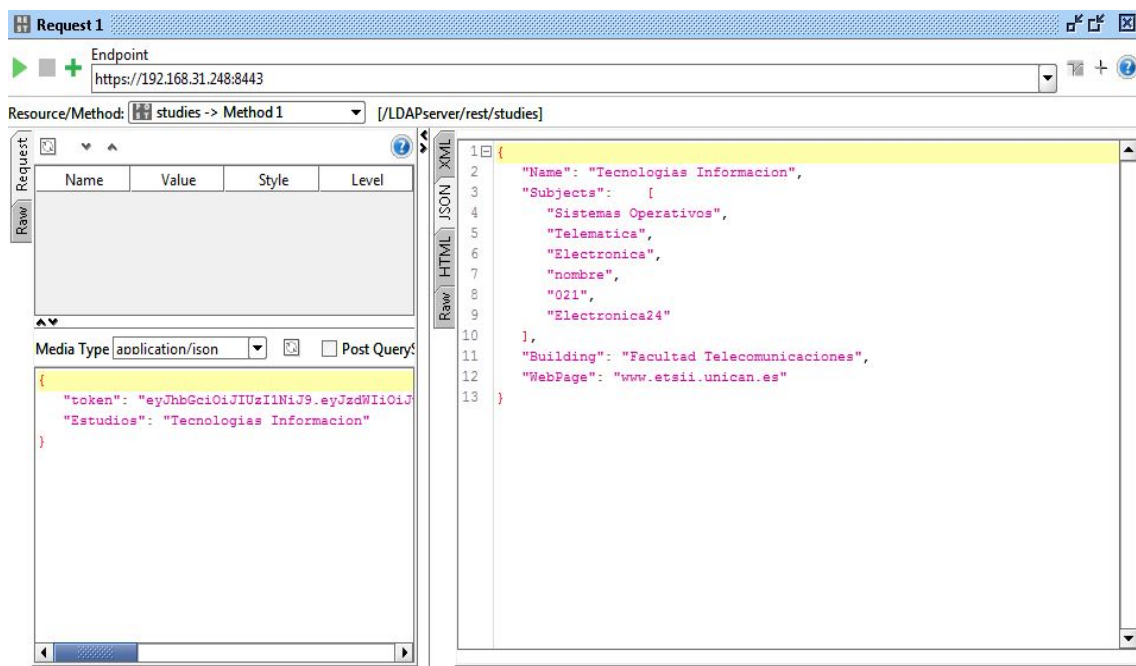 Request 1
Endpoint
https://192.168.31.248:8443
Resource/Method: studies -> Method 1 [/LDAPserver/rest/studies]
Request
Raw
Name Value Style Level
Media Type application/json Post Query
{
"token": "eyJhbGciOiJIUzI1NiJ9.eyJzdWIiOiJ
"Estudios": "Tecnologias Informacion"
}
XML
JSON
HTML
Raw
1 {
2 "Name": "Tecnologias Informacion",
3 "Subjects": [
4 "Sistemas Operativos",
5 "Telematica",
6 "Electronica",
7 "nombre",
8 "021",
9 "Electronica24"
10 ],
11 "Building": "Facultad Telecomunicaciones",
12 "WebPage": "www.etsii.unican.es"
13 }